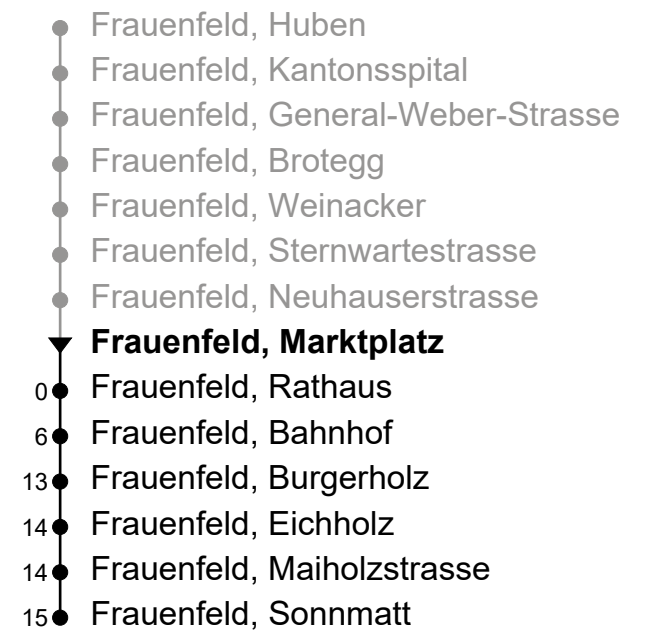 Frauenfeld, Huben
Frauenfeld, Kantonsspital
Frauenfeld, General-Weber-Strasse
Frauenfeld, Brotegg
Frauenfeld, Weinacker
Frauenfeld, Sternwartestrasse
Frauenfeld, Neuhauserstrasse
Frauenfeld, Marktplatz
0 Frauenfeld, Rathaus
6 Frauenfeld, Bahnhof
13 Frauenfeld, Burgerholz
14 Frauenfeld, Eichholz
14 Frauenfeld, Maiholzstrasse
15 Frauenfeld, Sonnmatt